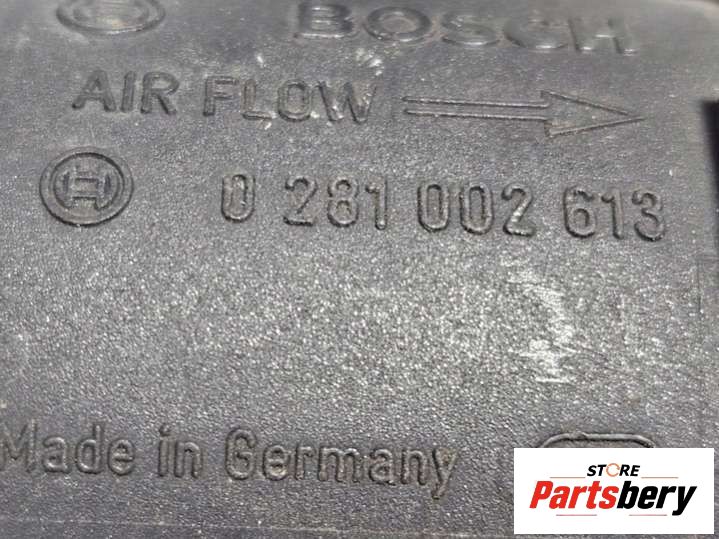 BOSCH
AIR FLOW
0 281 002 613
Made in Germany
STORE
Partsbery